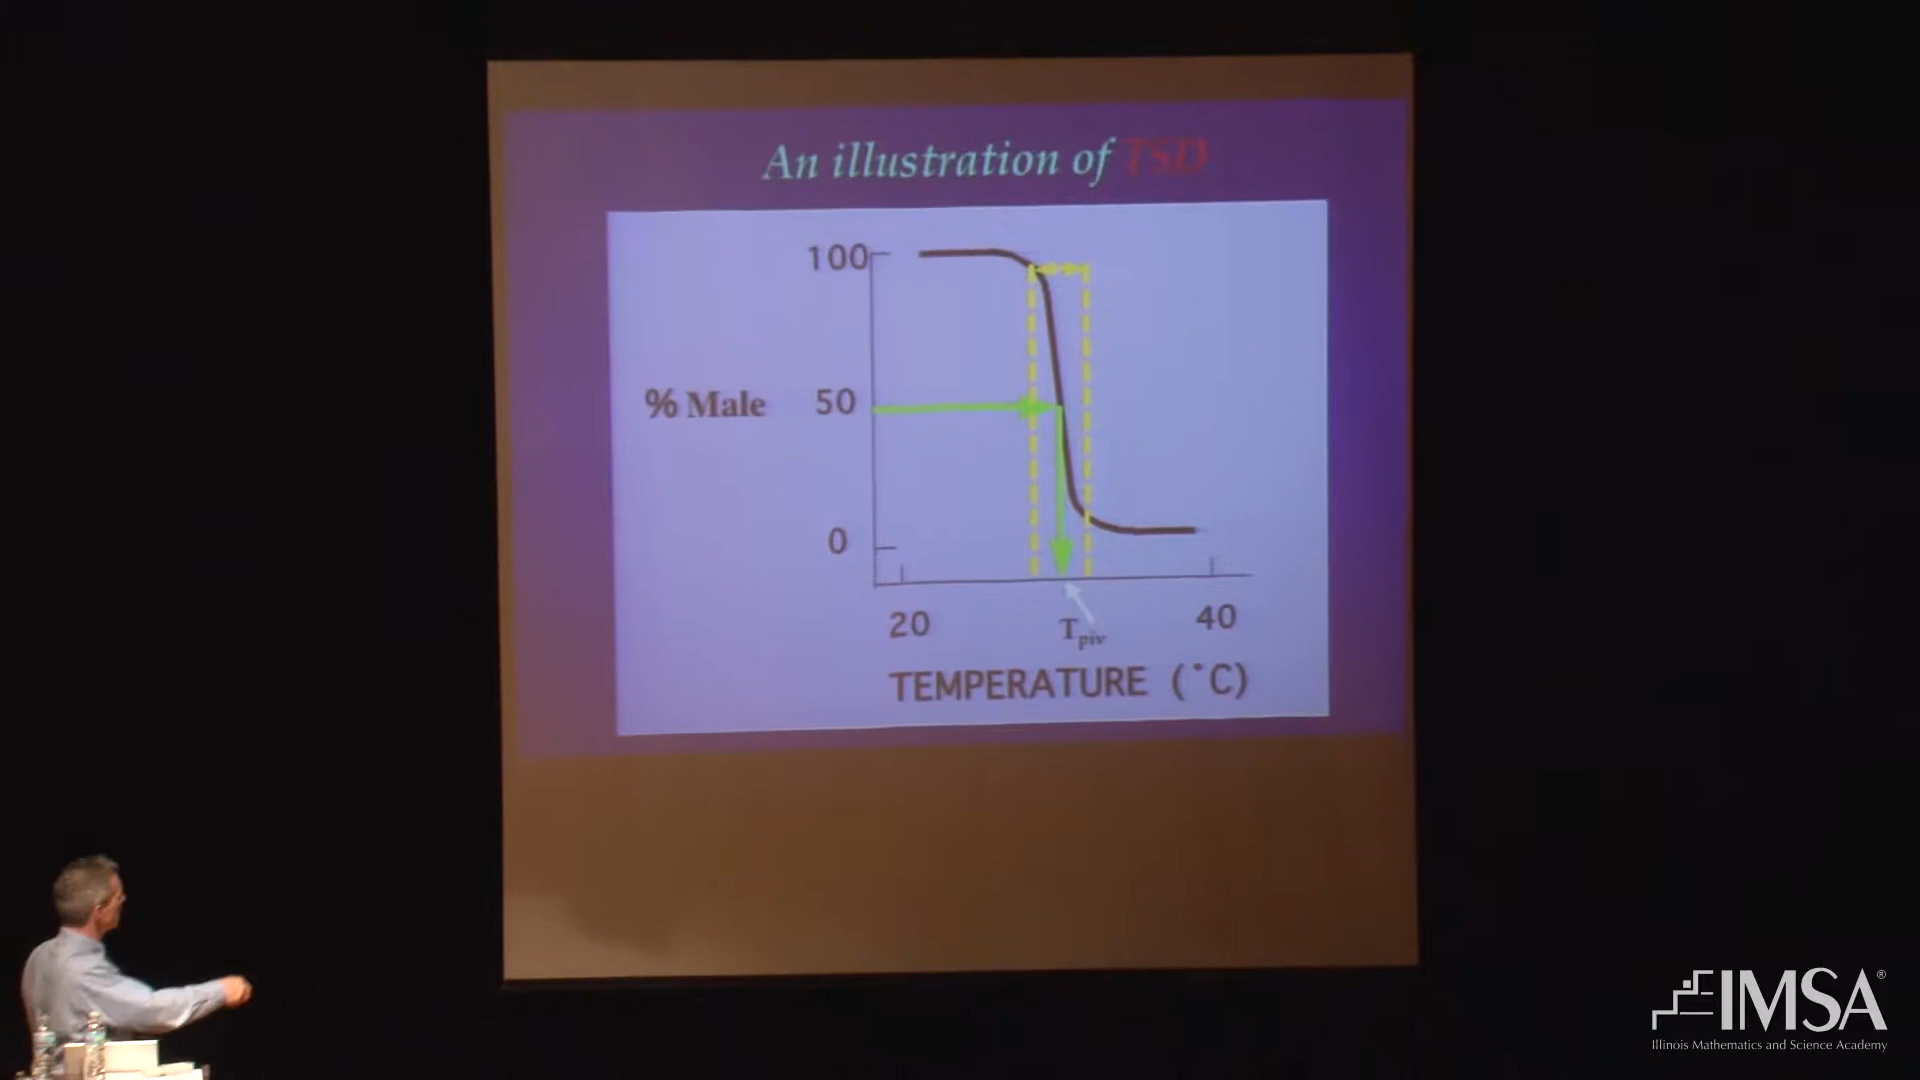 An illustration of TSD
100
% Male 50
0
20 40
T piv
TEMPERATURE (°C)
IMSA®
Illinois Mathematics and Science Academy